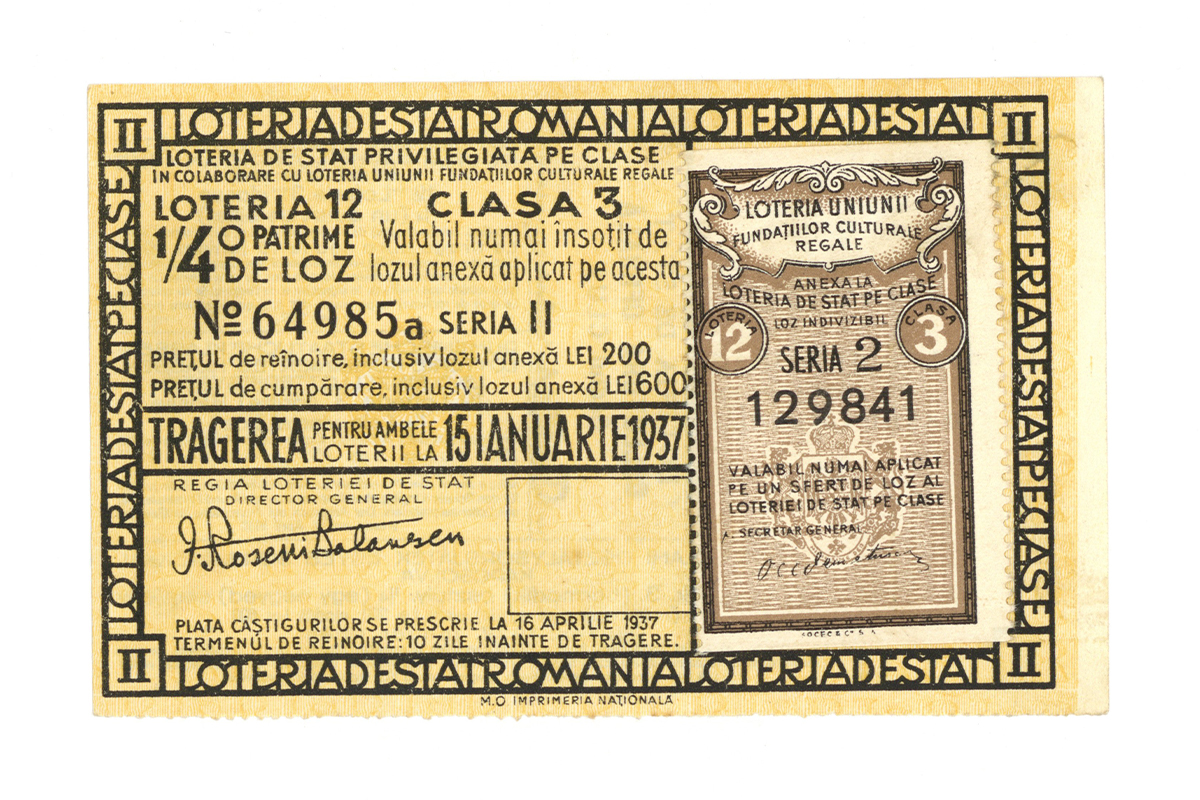 II LOTERIADESTATROMANIALOTERIADESTAT II
LOTERIADESTATPECLASE
LOTERIA DE STAT PRIVILEGIATĂ PE CLASE
IN COLABORARE CU LOTERIA UNIUNII FUNDAȚIILOR CULTURALE REGALE
LOTERIA 12 CLASA 3
1/4 O PATRIME DE LOZ
Valabil numai însoțit de
lozul anexă aplicat pe acesta
No 64985a SERIA II
PREȚUL de reînoire, inclusiv lozul anexă LEI 200
PREȚUL de cumpărare, inclusiv lozul anexă LEI 600
TRAGEREA PENTRU AMBELE LOTERII LA 15 IANUARIE 1937
REGIA LOTERIEI DE STAT
DIRECTOR GENERAL
PLATA CÂSTIGURILOR SE PRESCRIE LA 16 APRILIE 1937
TERMENUL DE REINOIRE: 10 ZILE INAINTE DE TRAGERE.
LOTERIA UNIUNII
FUNDAȚIILOR CULTURALE
REGALE
ANEXA LA
LOTERIA DE STAT PE CLASE
LOZ INDIVIZIBIL
LOTERIA 12
CLASA 3
SERIA 2
129841
VALABIL NUMAI APLICAT
PE UN SFERT DE LOZ AL
LOTERIEI DE STAT PE CLASE
SECRETAR GENERAL
LOTERIADESTATPECLASE
II LOTERIADESTATROMANIALOTERIADESTAT II
M.O. IMPRIMERIA NAȚIONALĂ